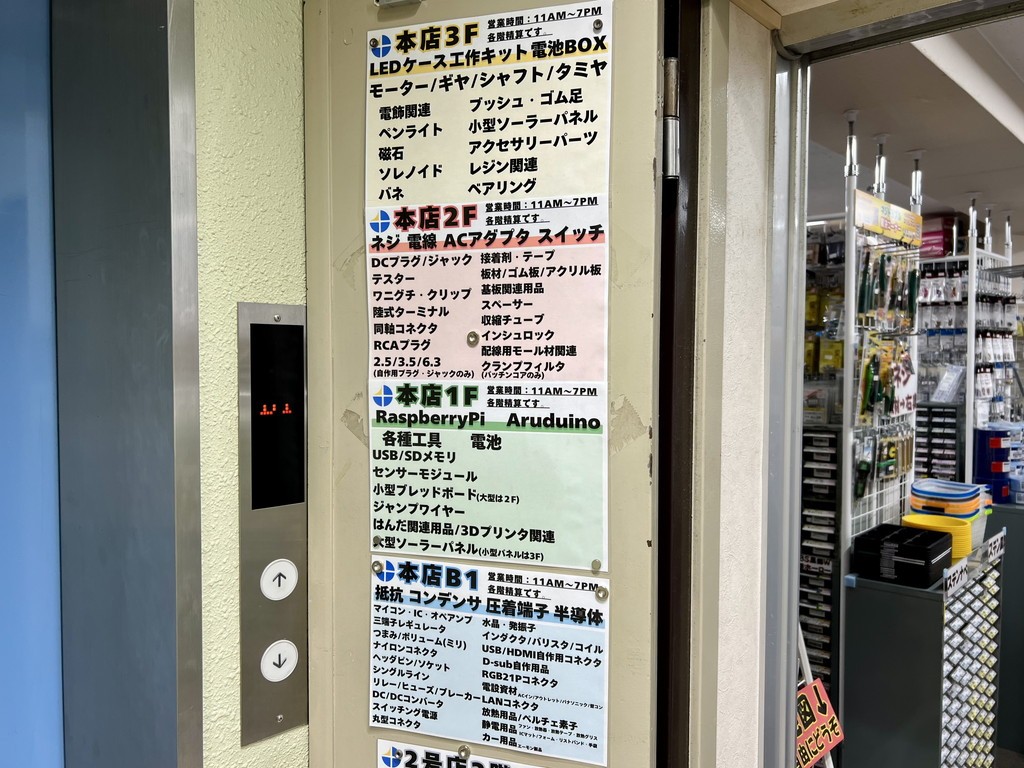 本店3F
営業時間：11AM～7PM
各階精算です。
LEDケース工作キット電池BOX
モーター/ギヤ/シャフト/タミヤ
電飾関連
ペンライト
磁石
ソレノイド
バネ
ブッシュ・ゴム足
小型ソーラーパネル
アクセサリーパーツ
レジン関連
ベアリング
本店2F
営業時間：11AM～7PM
各階精算です。
ネジ 電線 ACアダプタ スイッチ
DCプラグ/ジャック
テスター
ワニグチ・クリップ
陸式ターミナル
同軸コネクタ
RCAプラグ
2.5/3.5/6.3
(自作用プラグ・ジャックのみ)
接着剤・テープ
板材/ゴム板/アクリル板
基板関連用品
スペーサー
収縮チューブ
インシュロック
配線用モール材関連
クランプフィルタ
(パッチンコアのみ)
本店1F
営業時間：11AM～7PM
各階精算です。
RaspberryPi Aruduino
各種工具 電池
USB/SDメモリ
センサーモジュール
小型ブレッドボード(大型は2F)
ジャンプワイヤー
はんだ関連用品/3Dプリンタ関連
大型ソーラーパネル(小型パネルは3F)
本店B1
営業時間：11AM～7PM
各階精算です。
抵抗 コンデンサ 圧着端子 半導体
マイコン・IC・オペアンプ
三端子レギュレータ
つまみ/ボリューム(ミリ)
ナイロンコネクタ
ヘッダピン/ソケット
シングルライン
リレー/ヒューズ/ブレーカー
DC/DCコンバータ
スイッチング電源
丸型コネクタ
水晶・発振子
インダクタ/バリスタ/コイル
USB/HDMI自作用コネクタ
D-sub自作用品
RGB21Pコネクタ
電設資材
LANコネクタ
放熱用品/ペルチェ素子
静電用品
カー用品
2号店
図
由にどうぞ